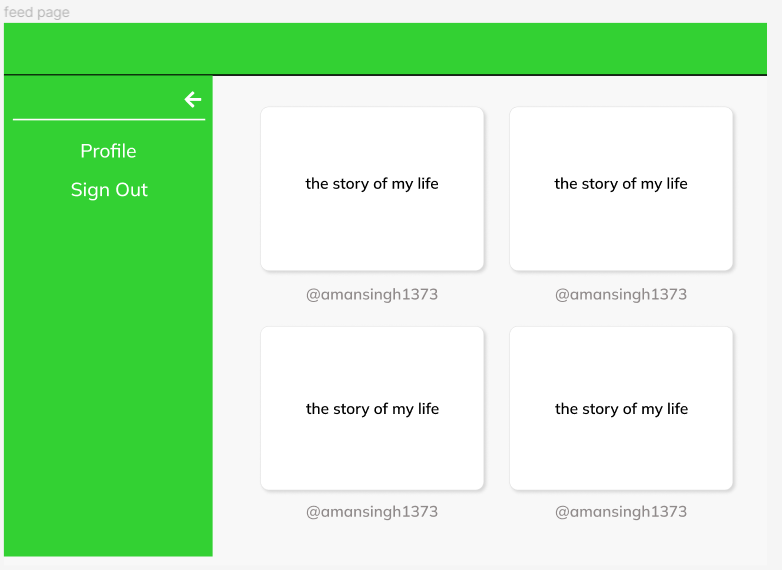 feed page
Profile
Sign Out
the story of my life
the story of my life
@amansingh1373
@amansingh1373
the story of my life
the story of my life
@amansingh1373
@amansingh1373